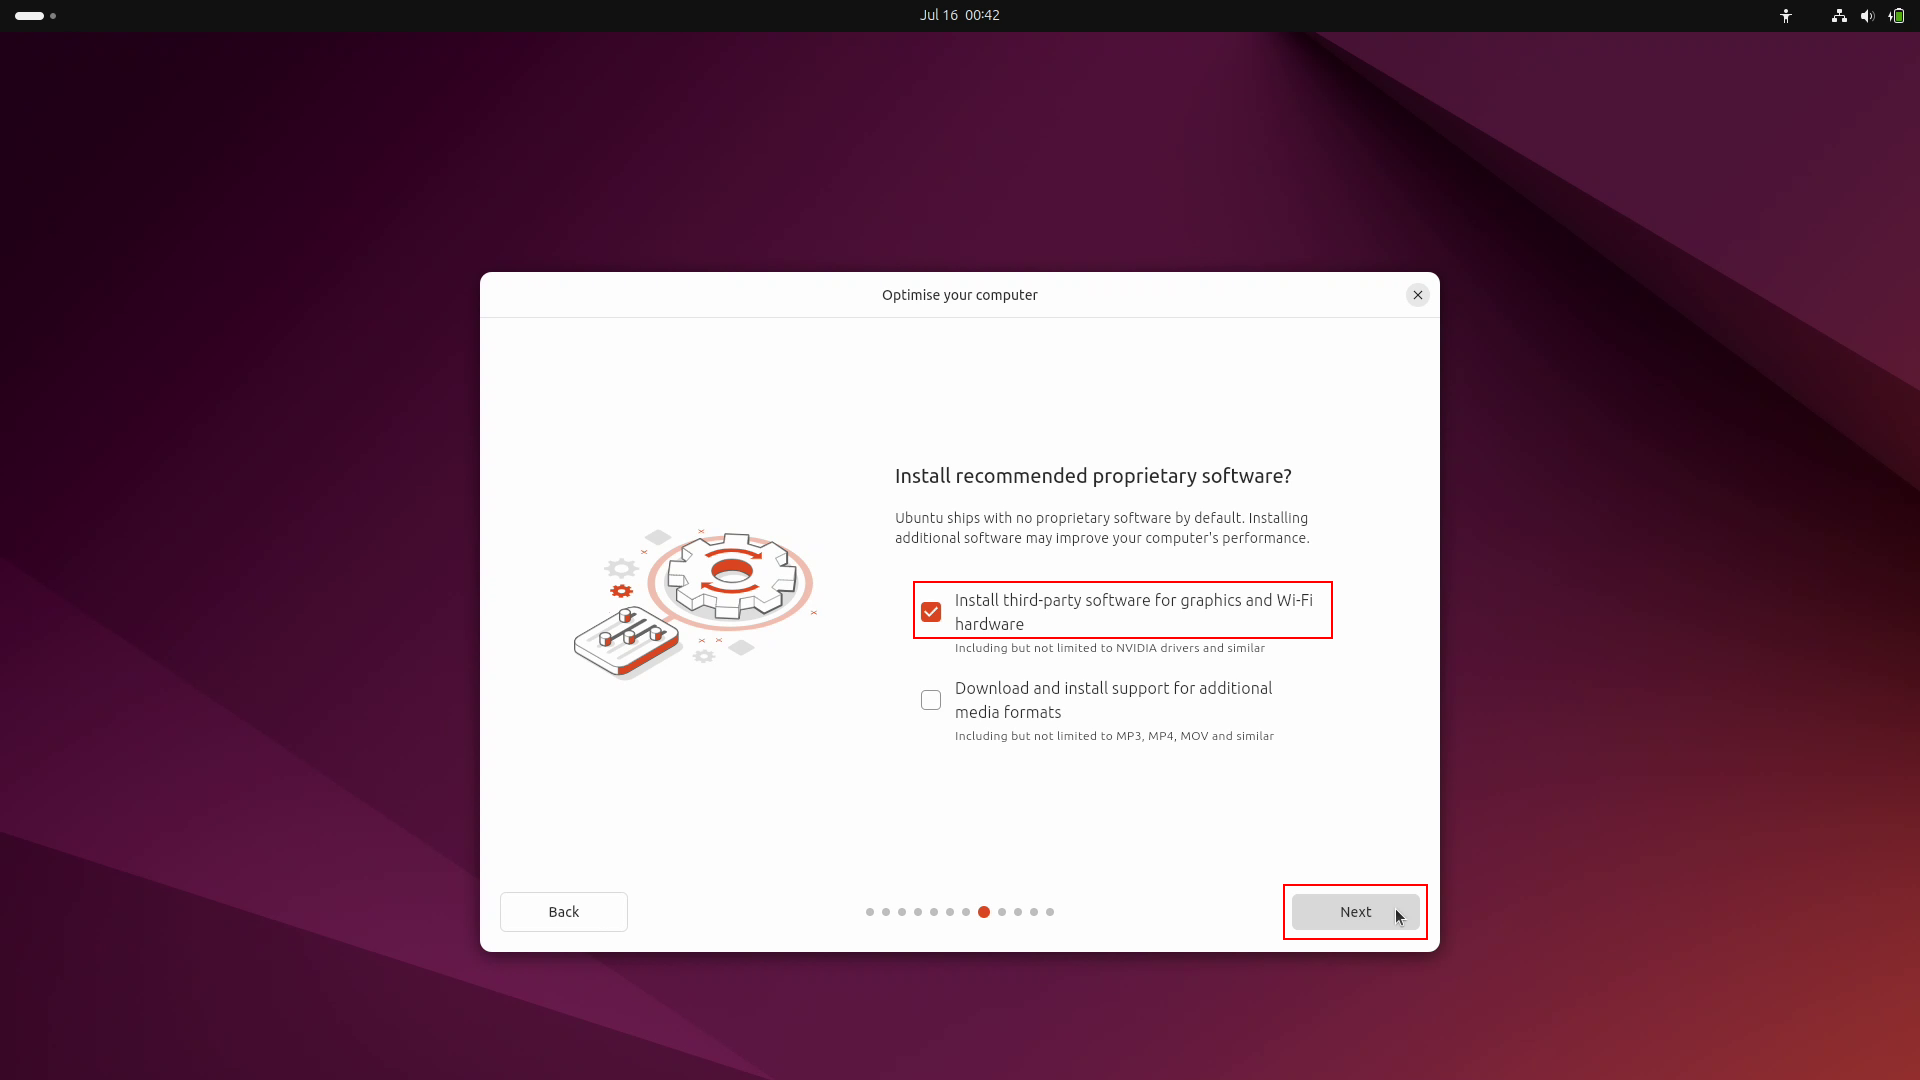 Jul 16 00:42
Optimise your computer
Install recommended proprietary software?
Ubuntu ships with no proprietary software by default. Installing
additional software may improve your computer's performance.
Install third-party software for graphics and Wi-Fi
hardware
Including but not limited to NVIDIA drivers and similar
Download and install support for additional
media formats
Including but not limited to MP3, MP4, MOV and similar
Back
Next